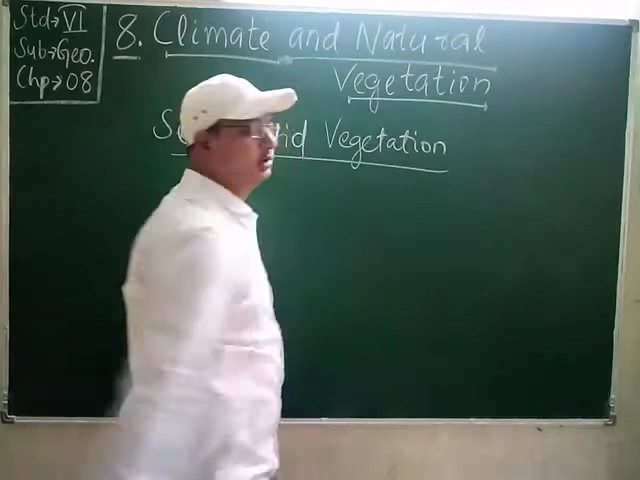 Std→VI
Sub→Geo.
Chp→08
8. Climate and Natural
Vegetation
Vegetation